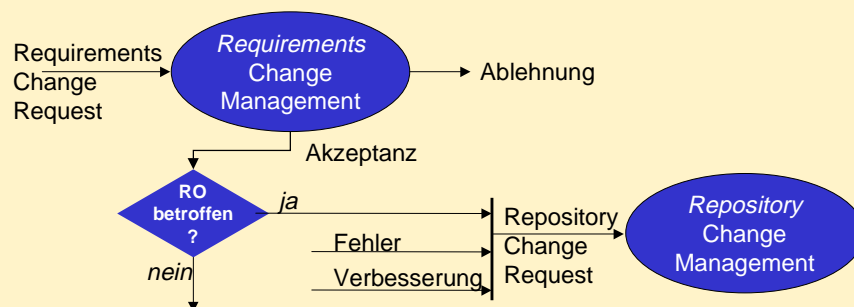 Requirements
Change
Request
Requirements
Change
Management
Ablehnung
Akzeptanz
RO
betroffen
?
ja
nein
Fehler
Verbesserung
Repository
Change
Request
Repository
Change
Management